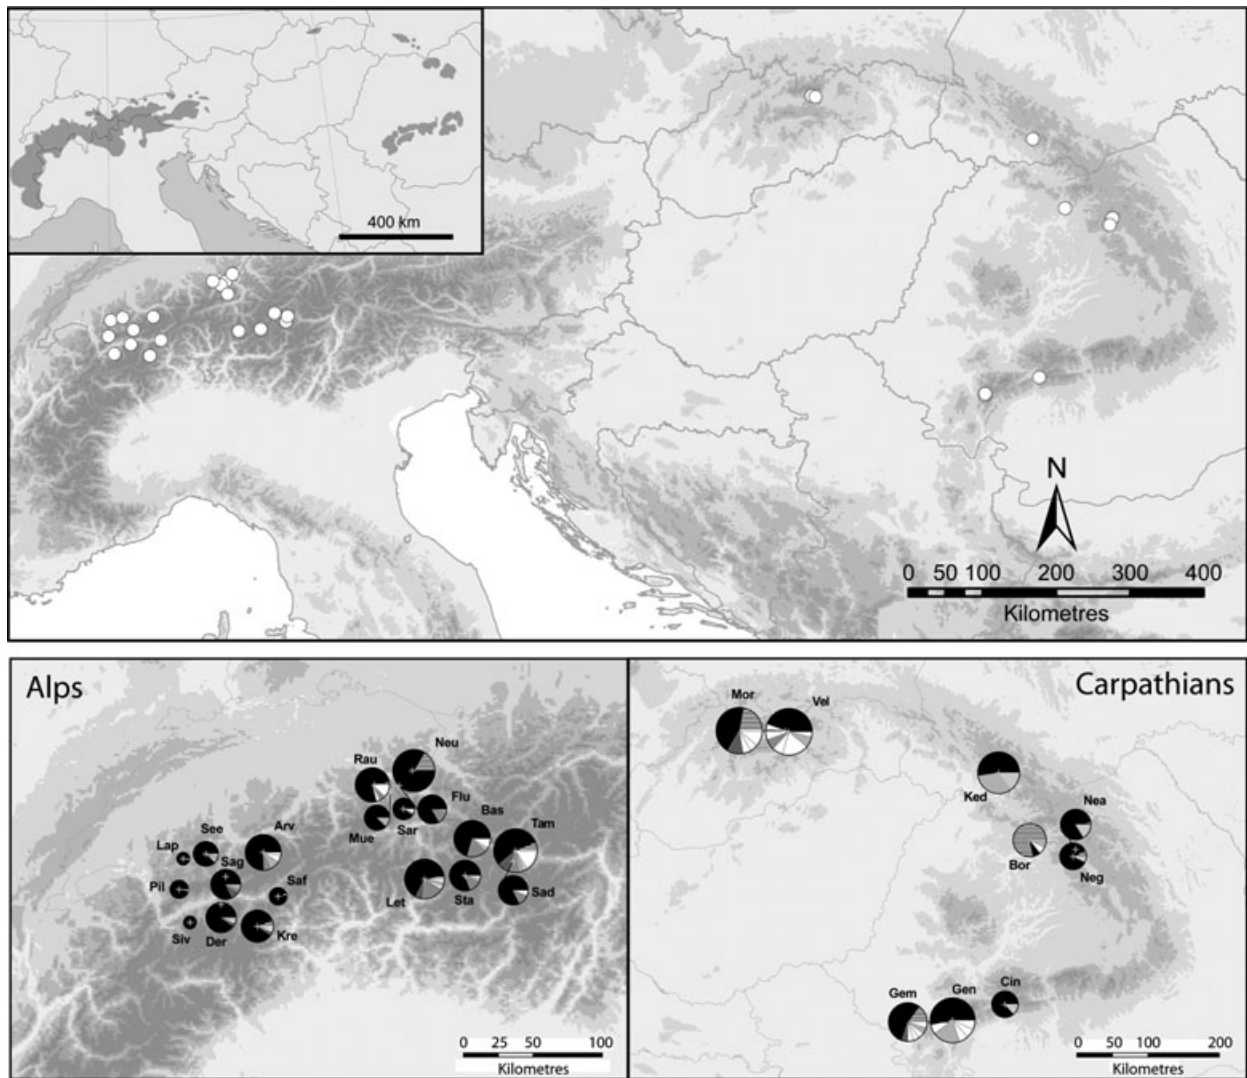 400 km
N
0 50 100 200 300 400
Kilometres
Alps
Neu
Rau
Flu
Bas
Tam
Mue
Sar
See
Arv
Lap
Sag
Pil
Saf
Let
Sta
Sad
Siv
Der
Kre
0 25 50 100
Kilometres
Carpathians
Mor
Vel
Ked
Nea
Bor
Neg
Gem
Gen
Cin
0 50 100 200
Kilometres